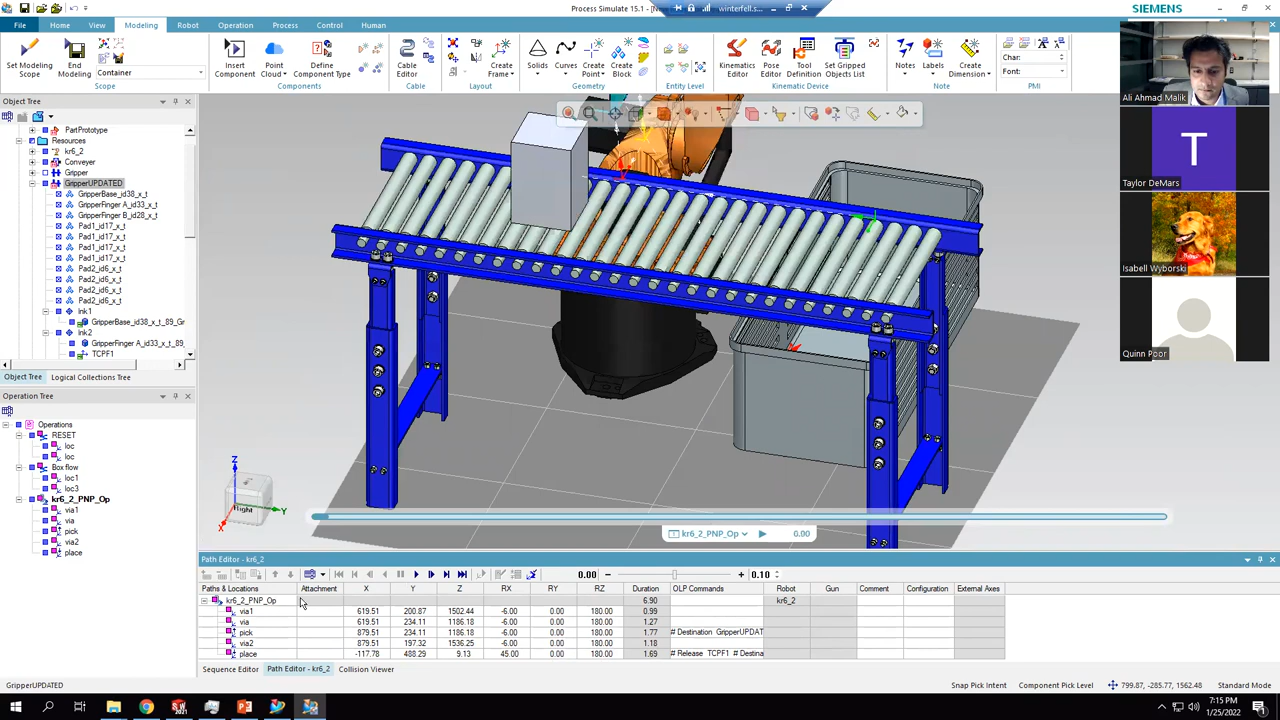 Process Simulate 15.1 - [Ne
winterfell.s
SIEMENS
File Home View Modeling Robot Operation Process Control Human
Set Modeling Scope
End Modeling
Container
Scope
Insert Component
Point Cloud
Define Component Type
Components
Cable Editor
Cable
Create Frame
Layout
Solids
Curves
Create Point
Create Block
Geometry
Entity Level
Kinematics Editor
Pose Editor
Tool Definition
Set Gripped Objects List
Kinematic Device
Notes
Labels
Create Dimension
Note
Char:
Font:
PMI
Ali Ahmad Malik
T
Taylor DeMars
Isabell Wyborski
Quinn Poor
Object Tree
PartPrototype
Resources
kr6_2
Conveyer
Gripper
GripperUPDATED
GripperBase_id38_x_t
GripperFinger A_id33_x_t
GripperFinger B_id28_x_t
Pad1_id17_x_t
Pad1_id17_x_t
Pad1_id17_x_t
Pad1_id17_x_t
Pad2_id6_x_t
Pad2_id6_x_t
Pad2_id6_x_t
Pad2_id6_x_t
lnk1
GripperBase_id38_x_t_89_Gr
lnk2
GripperFinger A_id33_x_t_89_
TCPF1
Object Tree Logical Collections Tree
Operation Tree
Operations
RESET
loc
loc
Box flow
loc1
loc3
kr6_2_PNP_Op
via1
via
pick
via2
place
Z
Right
X
Y
kr6_2_PNP_Op 0.00
Path Editor - kr6_2
0.00 0.10
Paths & Locations Attachment X Y Z RX RY RZ Duration OLP Commands Robot Gun Comment Configuration External Axes
kr6_2_PNP_Op 6.90 kr6_2
via1 619.51 200.87 1502.44 -6.00 0.00 180.00 0.99
via 619.51 234.11 1186.18 -6.00 0.00 180.00 1.27
pick 879.51 234.11 1186.18 -6.00 0.00 180.00 1.77 # Destination GripperUPDAT
via2 879.51 197.32 1536.25 -6.00 0.00 180.00 1.18
place -117.78 488.29 9.13 45.00 0.00 180.00 1.69 # Release TCPF1 # Destina
Sequence Editor Path Editor - kr6_2 Collision Viewer
GripperUPDATED
Snap Pick Intent Component Pick Level 799.87, -285.77, 1562.48 Standard Mode
7:15 PM
1/25/2022